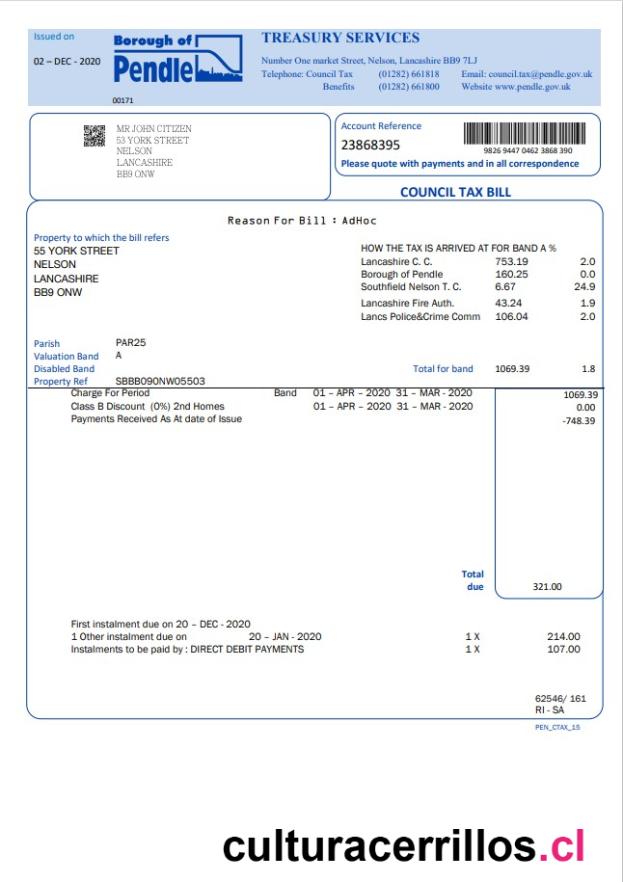 Issued on
02 – DEC - 2020
Borough of
Pendle
00171
TREASURY SERVICES
Number One market Street, Nelson, Lancashire BB9 7LJ
Telephone: Council Tax (01282) 661818 Email: council.tax@pendle.gov.uk
Benefits (01282) 661800 Website www.pendle.gov.uk
MR JOHN CITIZEN
53 YORK STREET
NELSON
LANCASHIRE
BB9 ONW
Account Reference
23868395
9826 9447 0462 3868 390
Please quote with payments and in all correspondence
COUNCIL TAX BILL
Reason For Bill : AdHoc
Property to which the bill refers
55 YORK STREET
NELSON
LANCASHIRE
BB9 ONW
HOW THE TAX IS ARRIVED AT FOR BAND A %
Lancashire C. C. 753.19 2.0
Borough of Pendle 160.25 0.0
Southfield Nelson T. C. 6.67 24.9
Lancashire Fire Auth. 43.24 1.9
Lancs Police&Crime Comm 106.04 2.0
Parish PAR25
Valuation Band A
Disabled Band Total for band 1069.39 1.8
Property Ref SBBB090NW05503
Charge For Period Band 01 – APR – 2020 31 – MAR - 2020 1069.39
Class B Discount (0%) 2nd Homes 01 – APR – 2020 31 – MAR - 2020 0.00
Payments Received As At date of Issue -748.39
Total
due 321.00
First instalment due on 20 – DEC - 2020
1 Other instalment due on 20 – JAN - 2020 1 X 214.00
Instalments to be paid by : DIRECT DEBIT PAYMENTS 1 X 107.00
62546/ 161
RI - SA
PEN_CTAX_15
culturacerrillos.cl